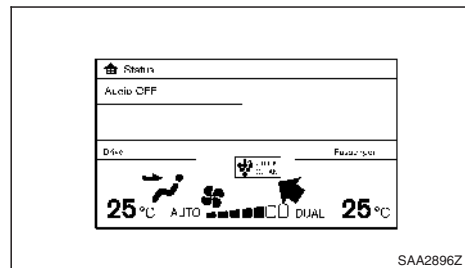 Status
Audio OFF
Driver Passenger
25°C AUTO DUAL 25°C
SAA2896Z